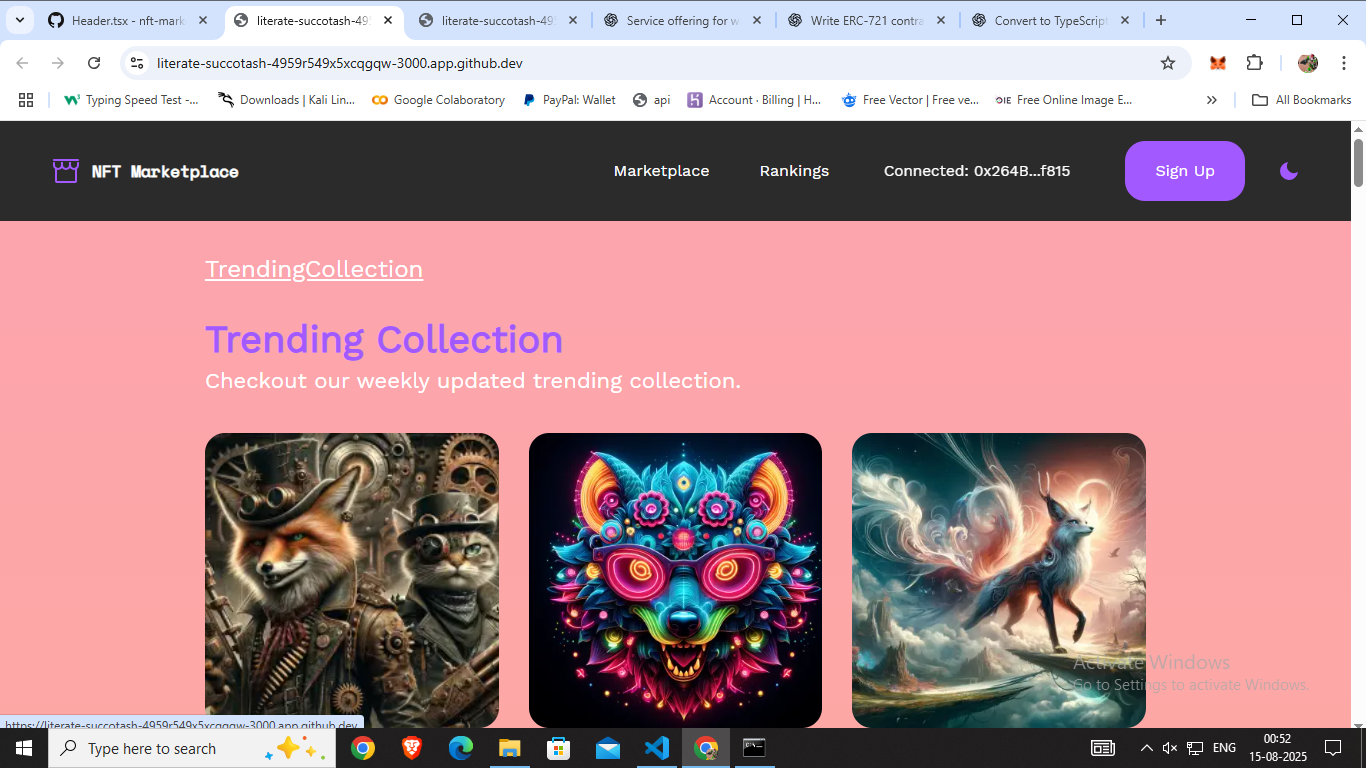 Header.tsx - nft-mark
literate-succotash-495
literate-succotash-495
Service offering for w
Write ERC-721 contra
Convert to TypeScript
literate-succotash-4959r549x5xcqgqw-3000.app.github.dev
Typing Speed Test -...
Downloads | Kali Lin...
Google Colaboratory
PayPal: Wallet
api
Account · Billing | H...
Free Vector | Free ve...
Free Online Image E...
All Bookmarks
NFT Marketplace
Marketplace
Rankings
Connected: 0x264B...f815
Sign Up
TrendingCollection
Trending Collection
Checkout our weekly updated trending collection.
Activate Windows
Go to Settings to activate Windows.
https://literate-succotash-4959r549x5xcqgqw-3000.app.github.dev
Type here to search
ENG
00:52
15-08-2025